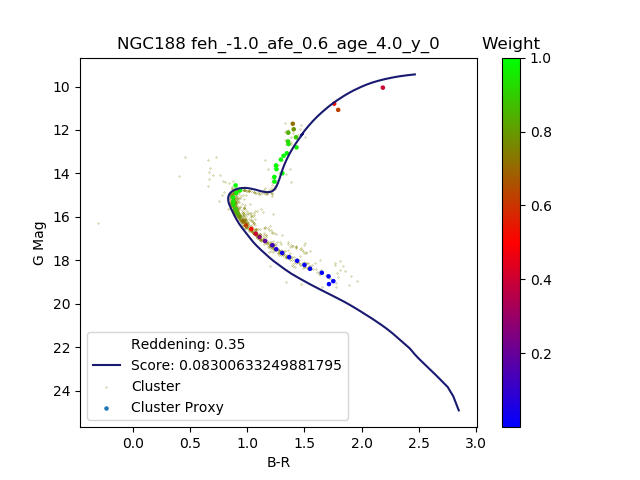 NGC188 feh_-1.0_afe_0.6_age_4.0_y_0
Weight
G Mag
10
12
14
16
18
20
22
24
Reddening: 0.35
Score: 0.08300633249881795
Cluster
Cluster Proxy
0.0 0.5 1.0 1.5 2.0 2.5 3.0
B-R
1.0
0.8
0.6
0.4
0.2